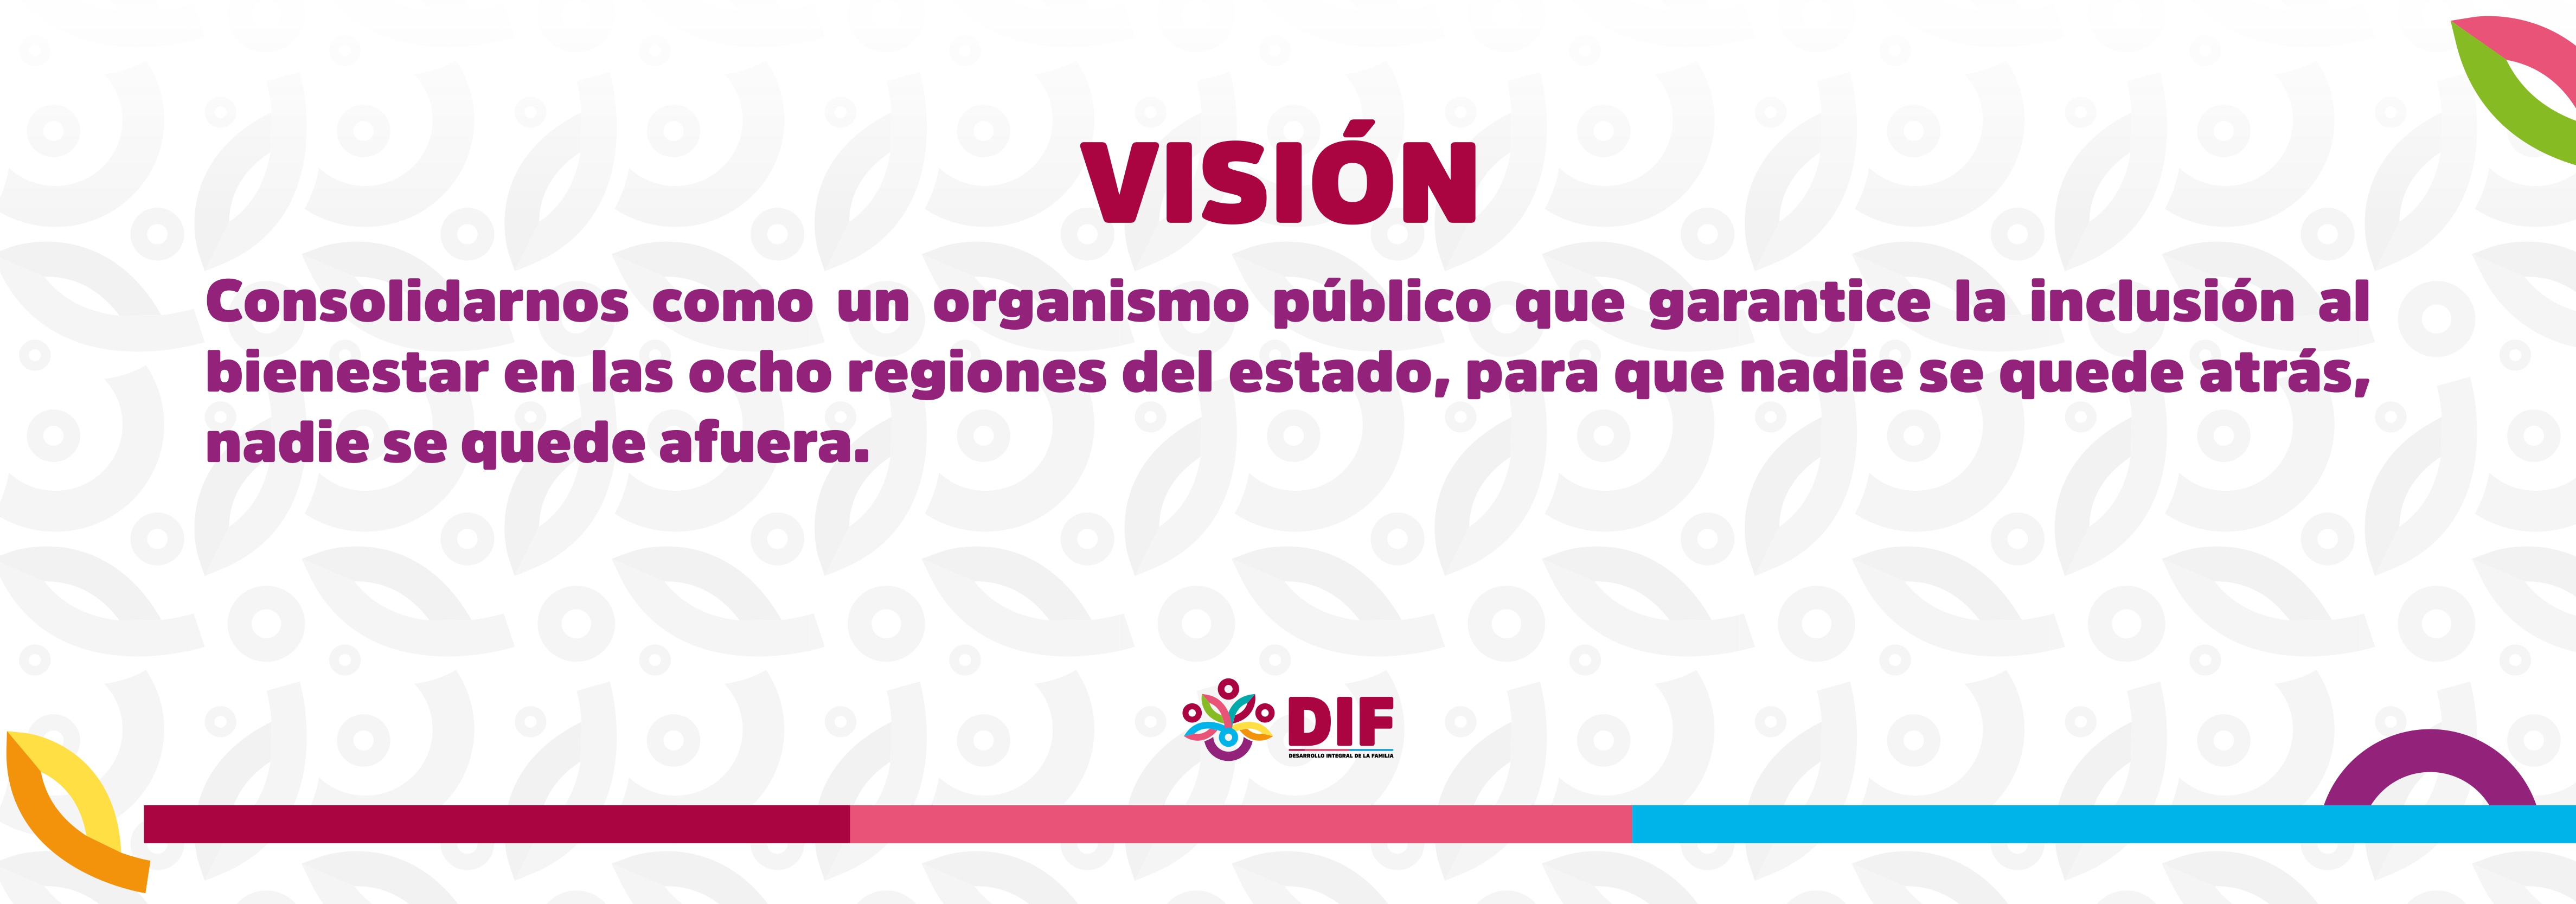 VISIÓN
Consolidarnos como un organismo público que garantice la inclusión al
bienestar en las ocho regiones del estado, para que nadie se quede atrás,
nadie se quede afuera.
DIF
DESARROLLO INTEGRAL DE LA FAMILIA